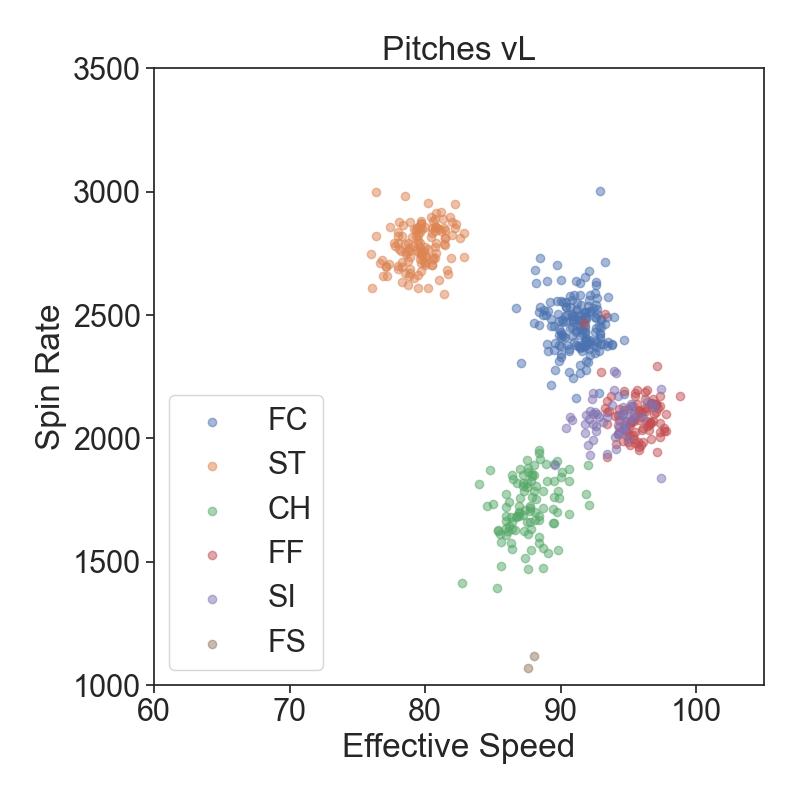 Pitches vL
3500
3000
2500
2000
1500
1000
Spin Rate
FC
ST
CH
FF
SI
FS
60 70 80 90 100
Effective Speed